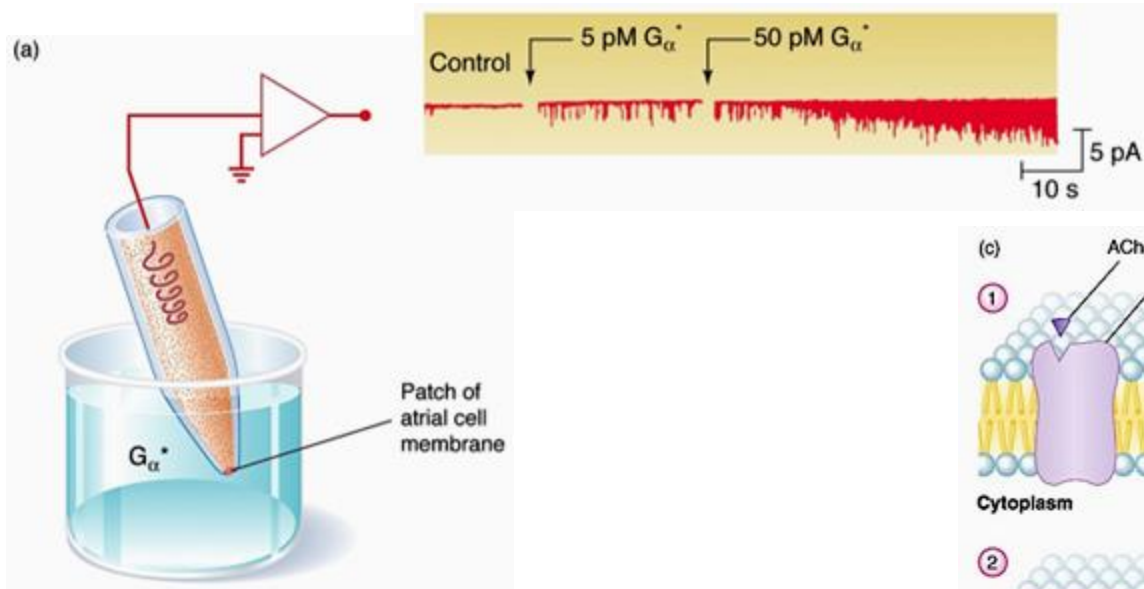 (a)
Control
5 pM Gα*
50 pM Gα*
5 pA
10 s
Patch of
atrial cell
membrane
Gα*
(c)
ACh
1
Cytoplasm
2